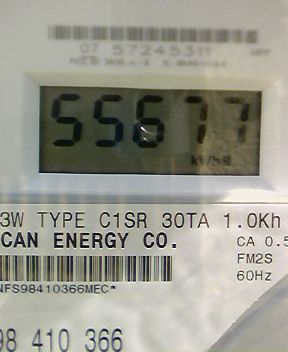 07 57245311
55677
3W TYPE C1SR 30TA 1.0Kh
CAN ENERGY CO.
CA 0.5
FM2S
60Hz
NFS98410366MEC*
98 410 366